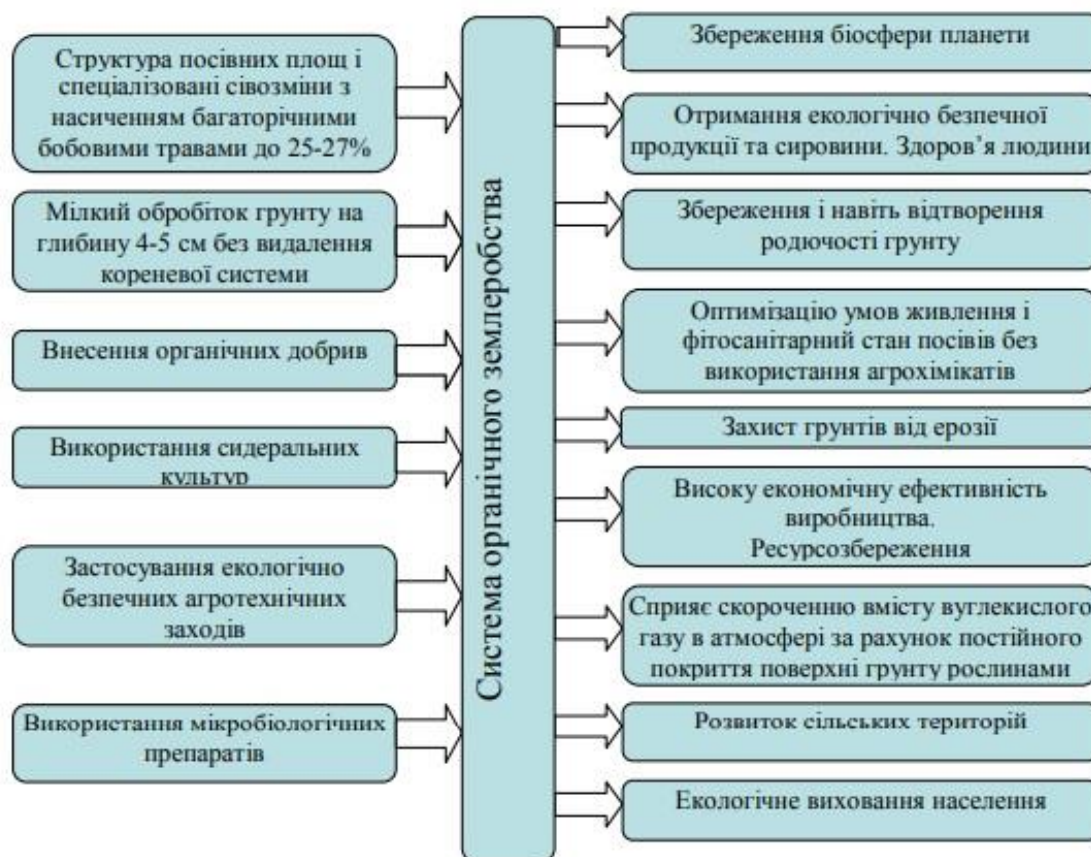 Структура посівних площ і
спеціалізовані сівозміни з
насиченням багаторічними
бобовими травами до 25-27%
Мілкий обробіток грунту на
глибину 4-5 см без видалення
кореневої системи
Внесення органічних добрив
Використання сидеральних
культур
Застосування екологічно
безпечних агротехнічних
заходів
Використання мікробіологічних
препаратів
Система органічного землеробства
Збереження біосфери планети
Отримання екологічно безпечної
продукції та сировини. Здоров’я людини
Збереження і навіть відтворення
родючості грунту
Оптимізацію умов живлення і
фітосанітарний стан посівів без
використання агрохімікатів
Захист грунтів від ерозії
Високу економічну ефективність
виробництва.
Ресурсозбереження
Сприяє скороченню вмісту вуглекислого
газу в атмосфері за рахунок постійного
покриття поверхні грунту рослинами
Розвиток сільських територій
Екологічне виховання населення